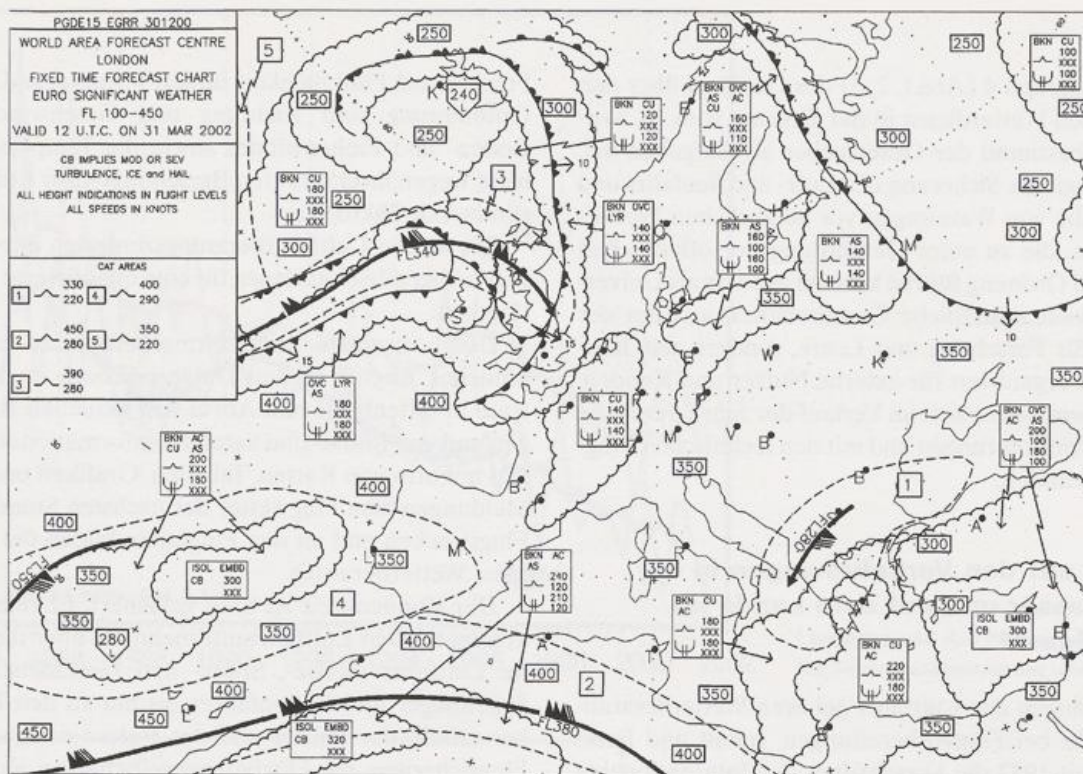 PGDE15 EGRR 301200
WORLD AREA FORECAST CENTRE
LONDON
FIXED TIME FORECAST CHART
EURO SIGNIFICANT WEATHER
FL 100-450
VALID 12 U.T.C. ON 31 MAR 2002
CB IMPLIES MOD OR SEV
TURBULENCE, ICE and HAIL
ALL HEIGHT INDICATIONS IN FLIGHT LEVELS
ALL SPEEDS IN KNOTS
CAT AREAS
1 330 4 400
220 290
2 450 5 350
280 220
3 390
280
5
250
300
250
BKN CU
100
XXX
100
XXX
250
K
240
L
300
BKN CU
120
XXX
120
XXX
BKN OVC
AS AC
CU
160
XXX
110
XXX
300
250
250
10
BKN CU
180
XXX
180
XXX
250
3
300
FL340
BKN OVC
LYR
140
XXX
140
XXX
BKN AS
160
100
160
100
H
BKN AS
140
XXX
140
XXX
M
300
350
S
15
15
350
10
OVC LYR
AS
180
XXX
180
XXX
400
400
P
F
W
K
350
BKN CU
140
XXX
140
XXX
M
B
350
BKN AC
CU AS
200
XXX
180
XXX
BKN OVC
AC AS
200
100
180
100
400
400
B
B
1
FL280
300
A
FL350
350
350
280
L
ISOL EMBD
CB 300
XXX
L
350
M
4
350
400
BKN AC
AS
240
120
210
120
R
350
BKN CU
AC
180
XXX
180
XXX
300
ISOL EMBD
CB 300
XXX
B
A
T
400
2
350
BKN CU
AC
220
XXX
180
XXX
350
400
450
450
ISOL EMBD
CB 320
XXX
FL380
400
B
350